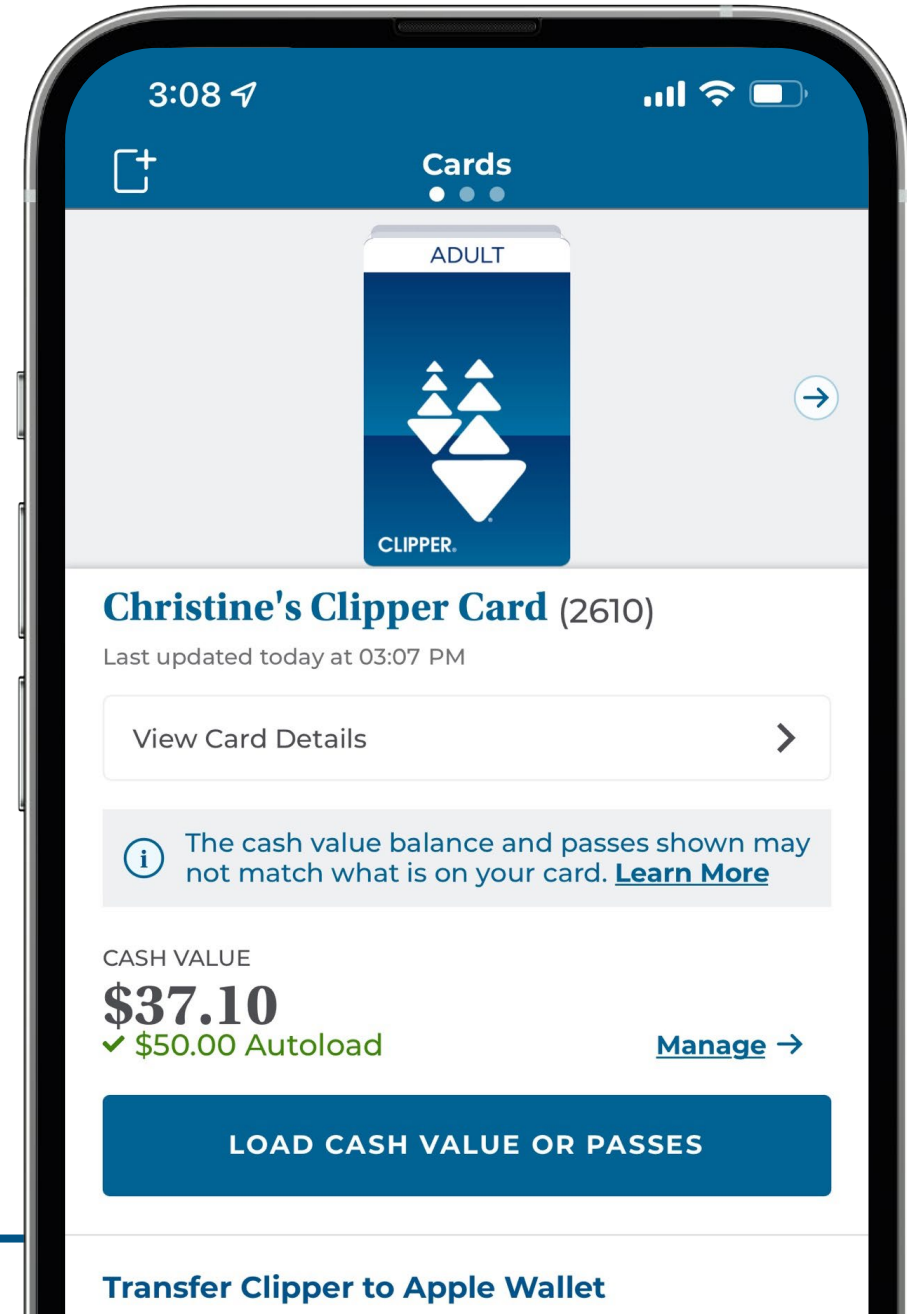 3:08
Cards
ADULT
CLIPPER®
Christine's Clipper Card (2610)
Last updated today at 03:07 PM
View Card Details
i The cash value balance and passes shown may
not match what is on your card. Learn More
CASH VALUE
$37.10
$50.00 Autoload
Manage
LOAD CASH VALUE OR PASSES
Transfer Clipper to Apple Wallet